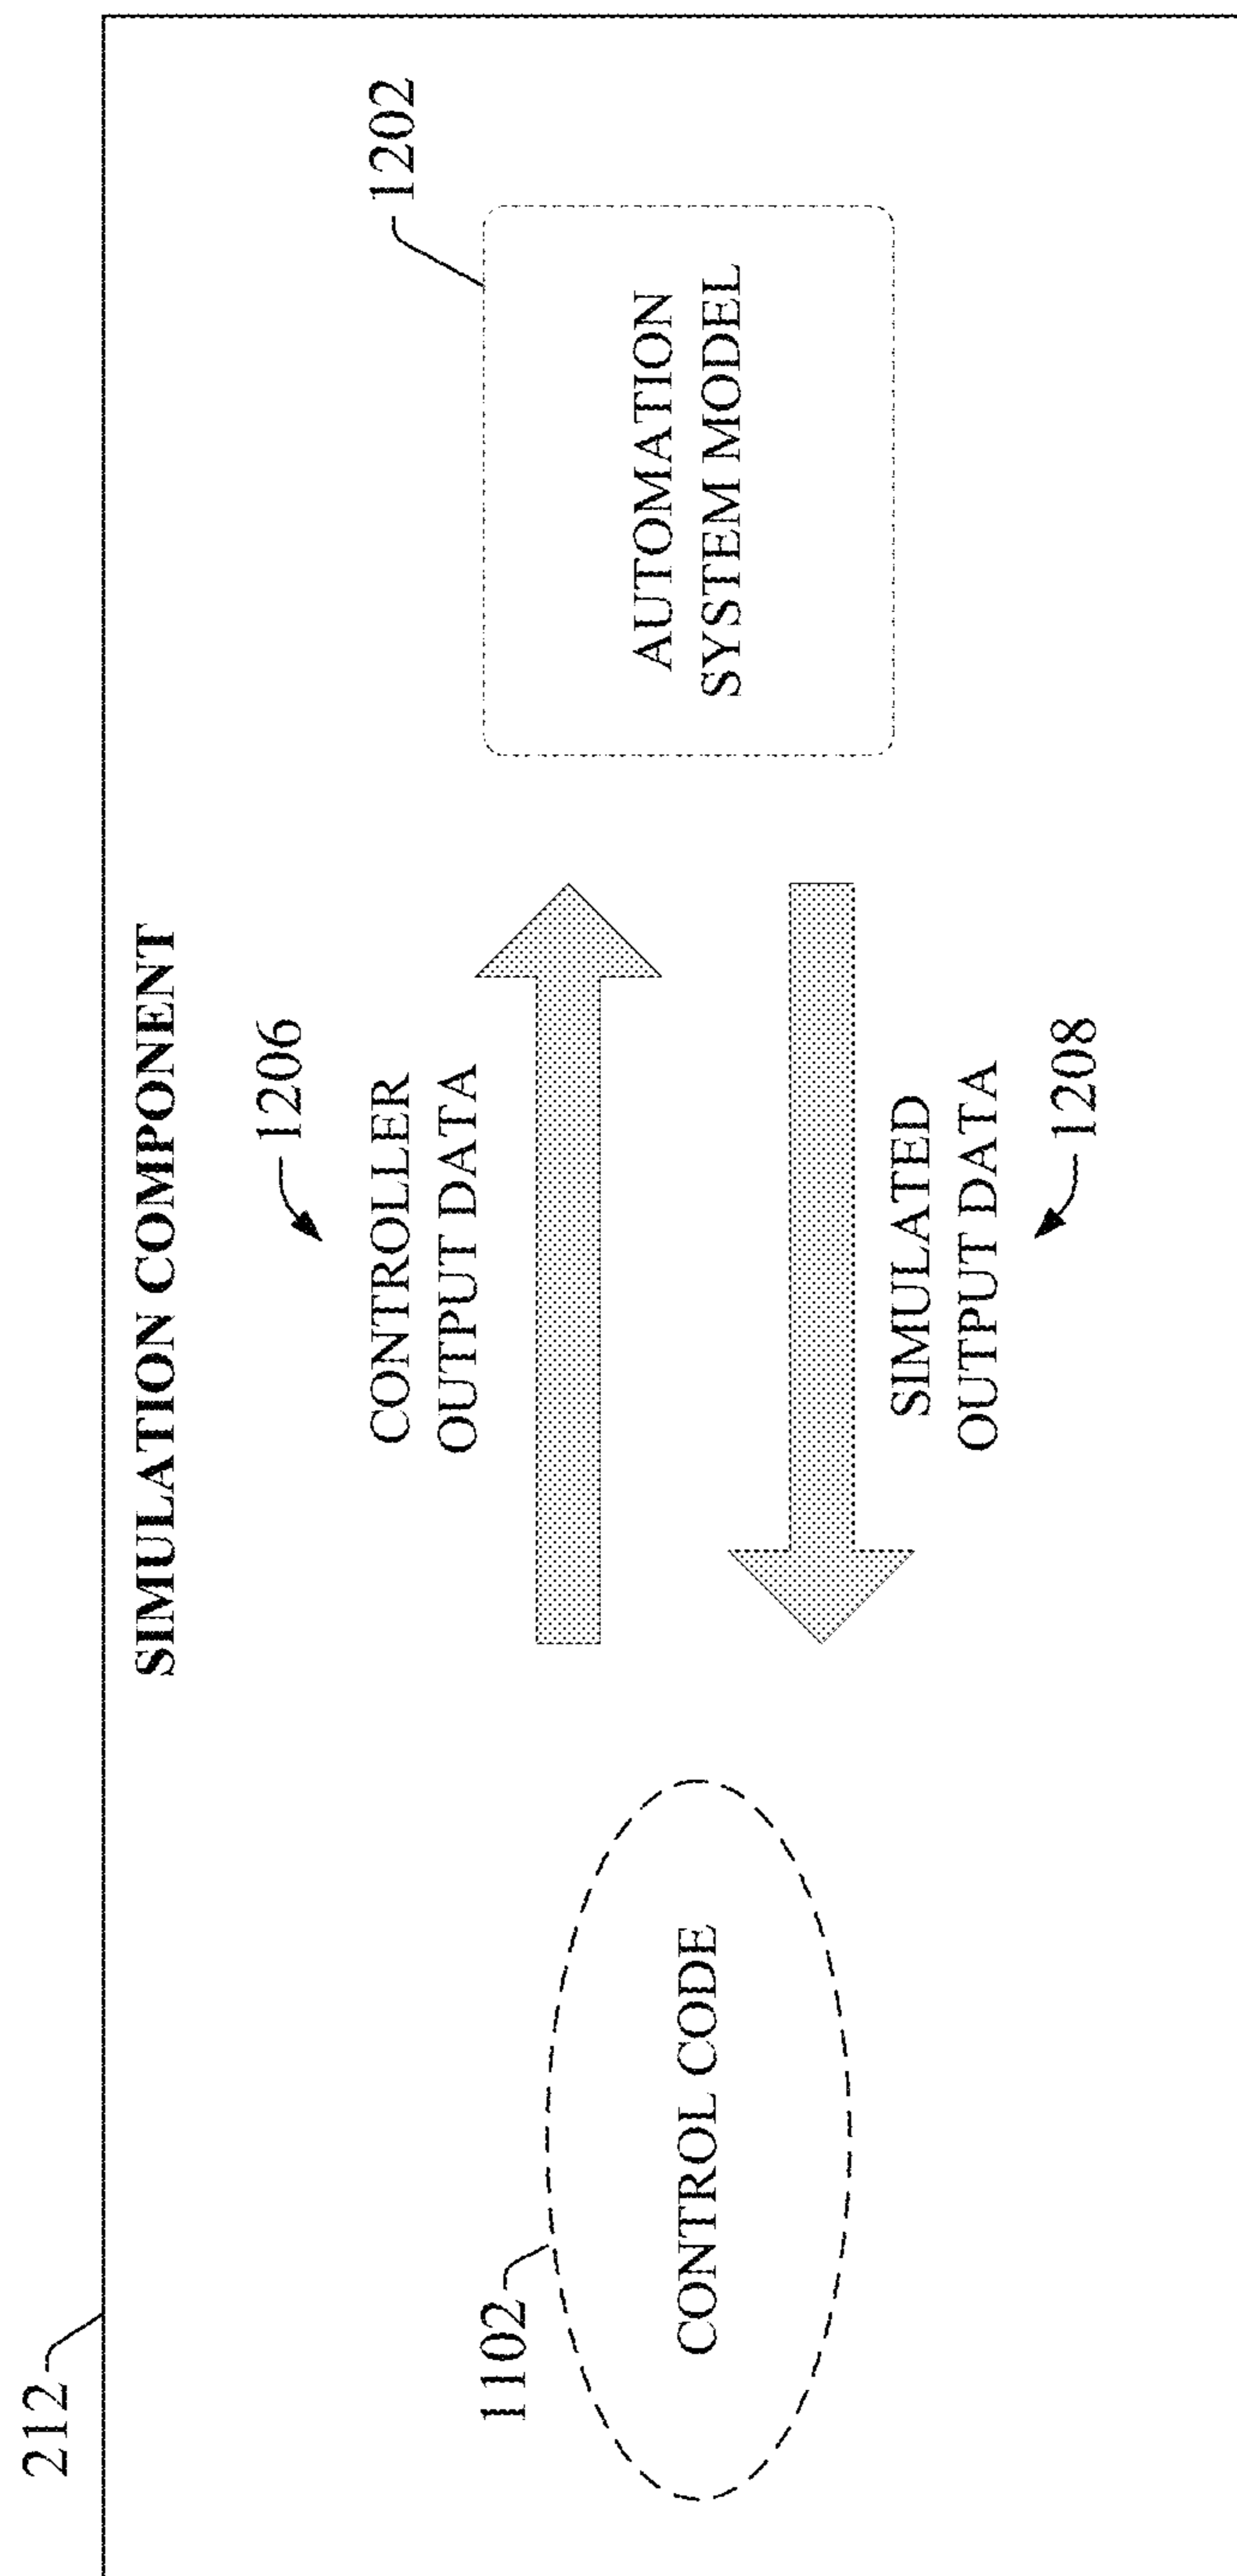 212
SIMULATION COMPONENT
1206
CONTROLLER
OUTPUT DATA
1202
1102
CONTROL CODE
AUTOMATION
SYSTEM MODEL
SIMULATED
OUTPUT DATA
1208